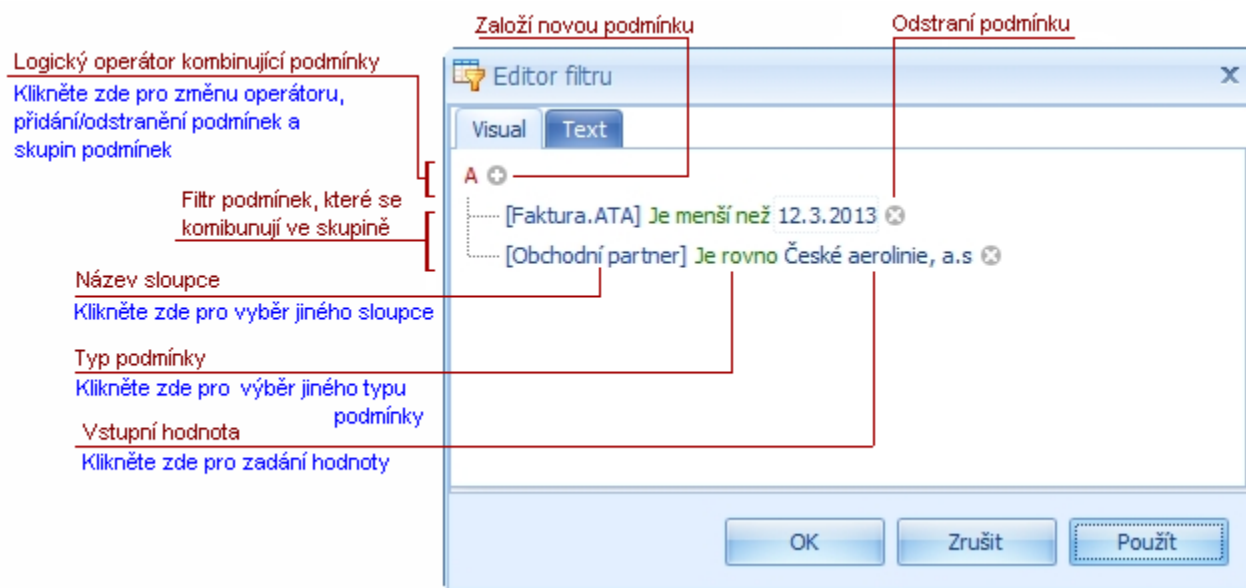 Založí novou podmínku
Odstraní podmínku
Logický operátor kombinující podmínky
Klikněte zde pro změnu operátoru,
přidání/odstranění podmínek a
skupin podmínek
Filtr podmínek, které se
komibunují ve skupině
Název sloupce
Klikněte zde pro vyběr jiného sloupce
Typ podmínky
Klikněte zde pro výběr jiného typu
podmínky
Vstupní hodnota
Klikněte zde pro zadání hodnoty
Editor filtru
Visual Text
A
[Faktura.ATA] Je menší než 12.3.2013
[Obchodní partner] Je rovno České aerolinie, a.s
OK Zrušit Použít